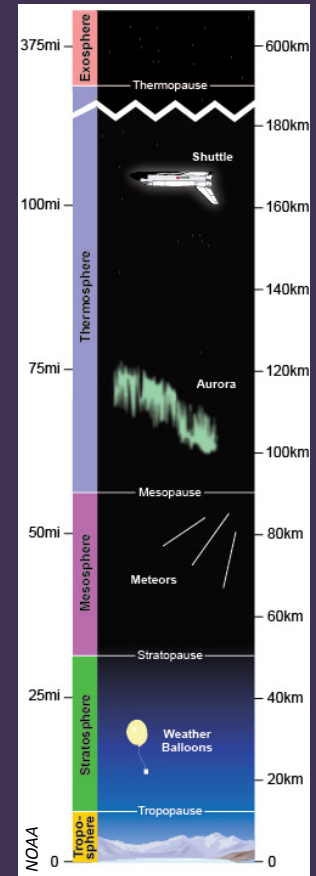 375mi
Exosphere
600km
Thermopause
180km
Shuttle
100mi
160km
Thermosphere
140km
75mi
120km
Aurora
100km
Mesopause
50mi
80km
Mesosphere
Meteors
60km
Stratopause
25mi
40km
Stratosphere
Weather
Balloons
20km
Tropopause
Tropo-
sphere
NOAA
0
0